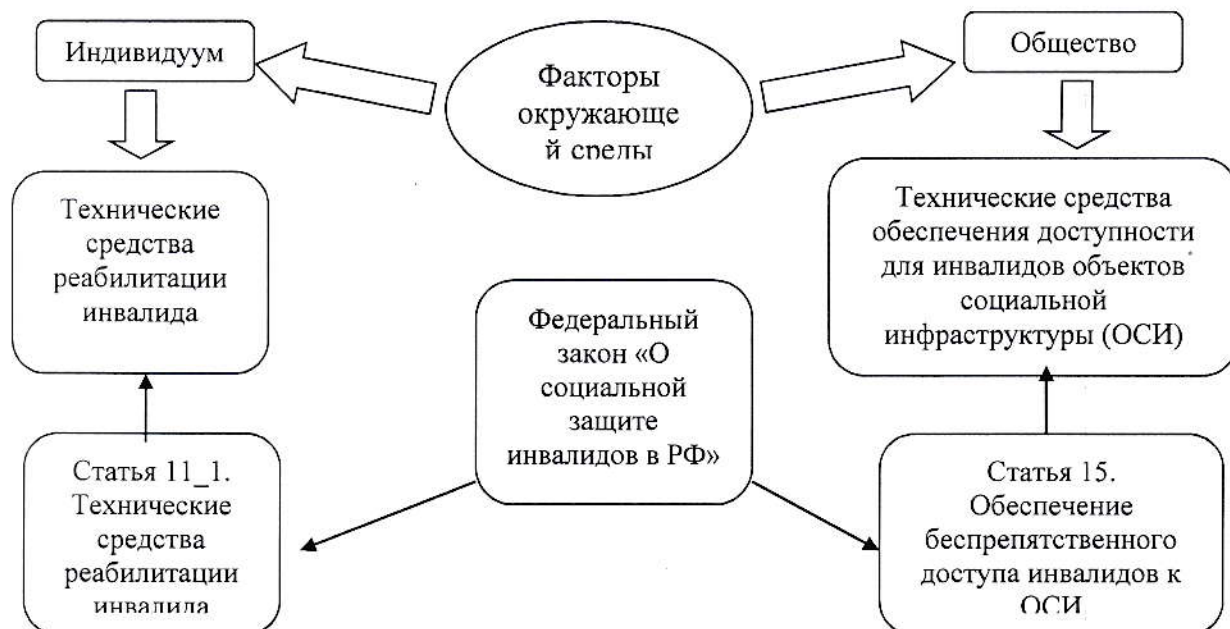 Индивидуум
Факторы
окружающе
й среды
Общество
Технические
средства
реабилитации
инвалида
Технические средства
обеспечения доступности
для инвалидов объектов
социальной
инфраструктуры (ОСИ)
Федеральный
закон «О
социальной
защите
инвалидов в РФ»
Статья 11_1.
Технические
средства
реабилитации
инвалида
Статья 15.
Обеспечение
беспрепятственного
доступа инвалидов к
ОСИ